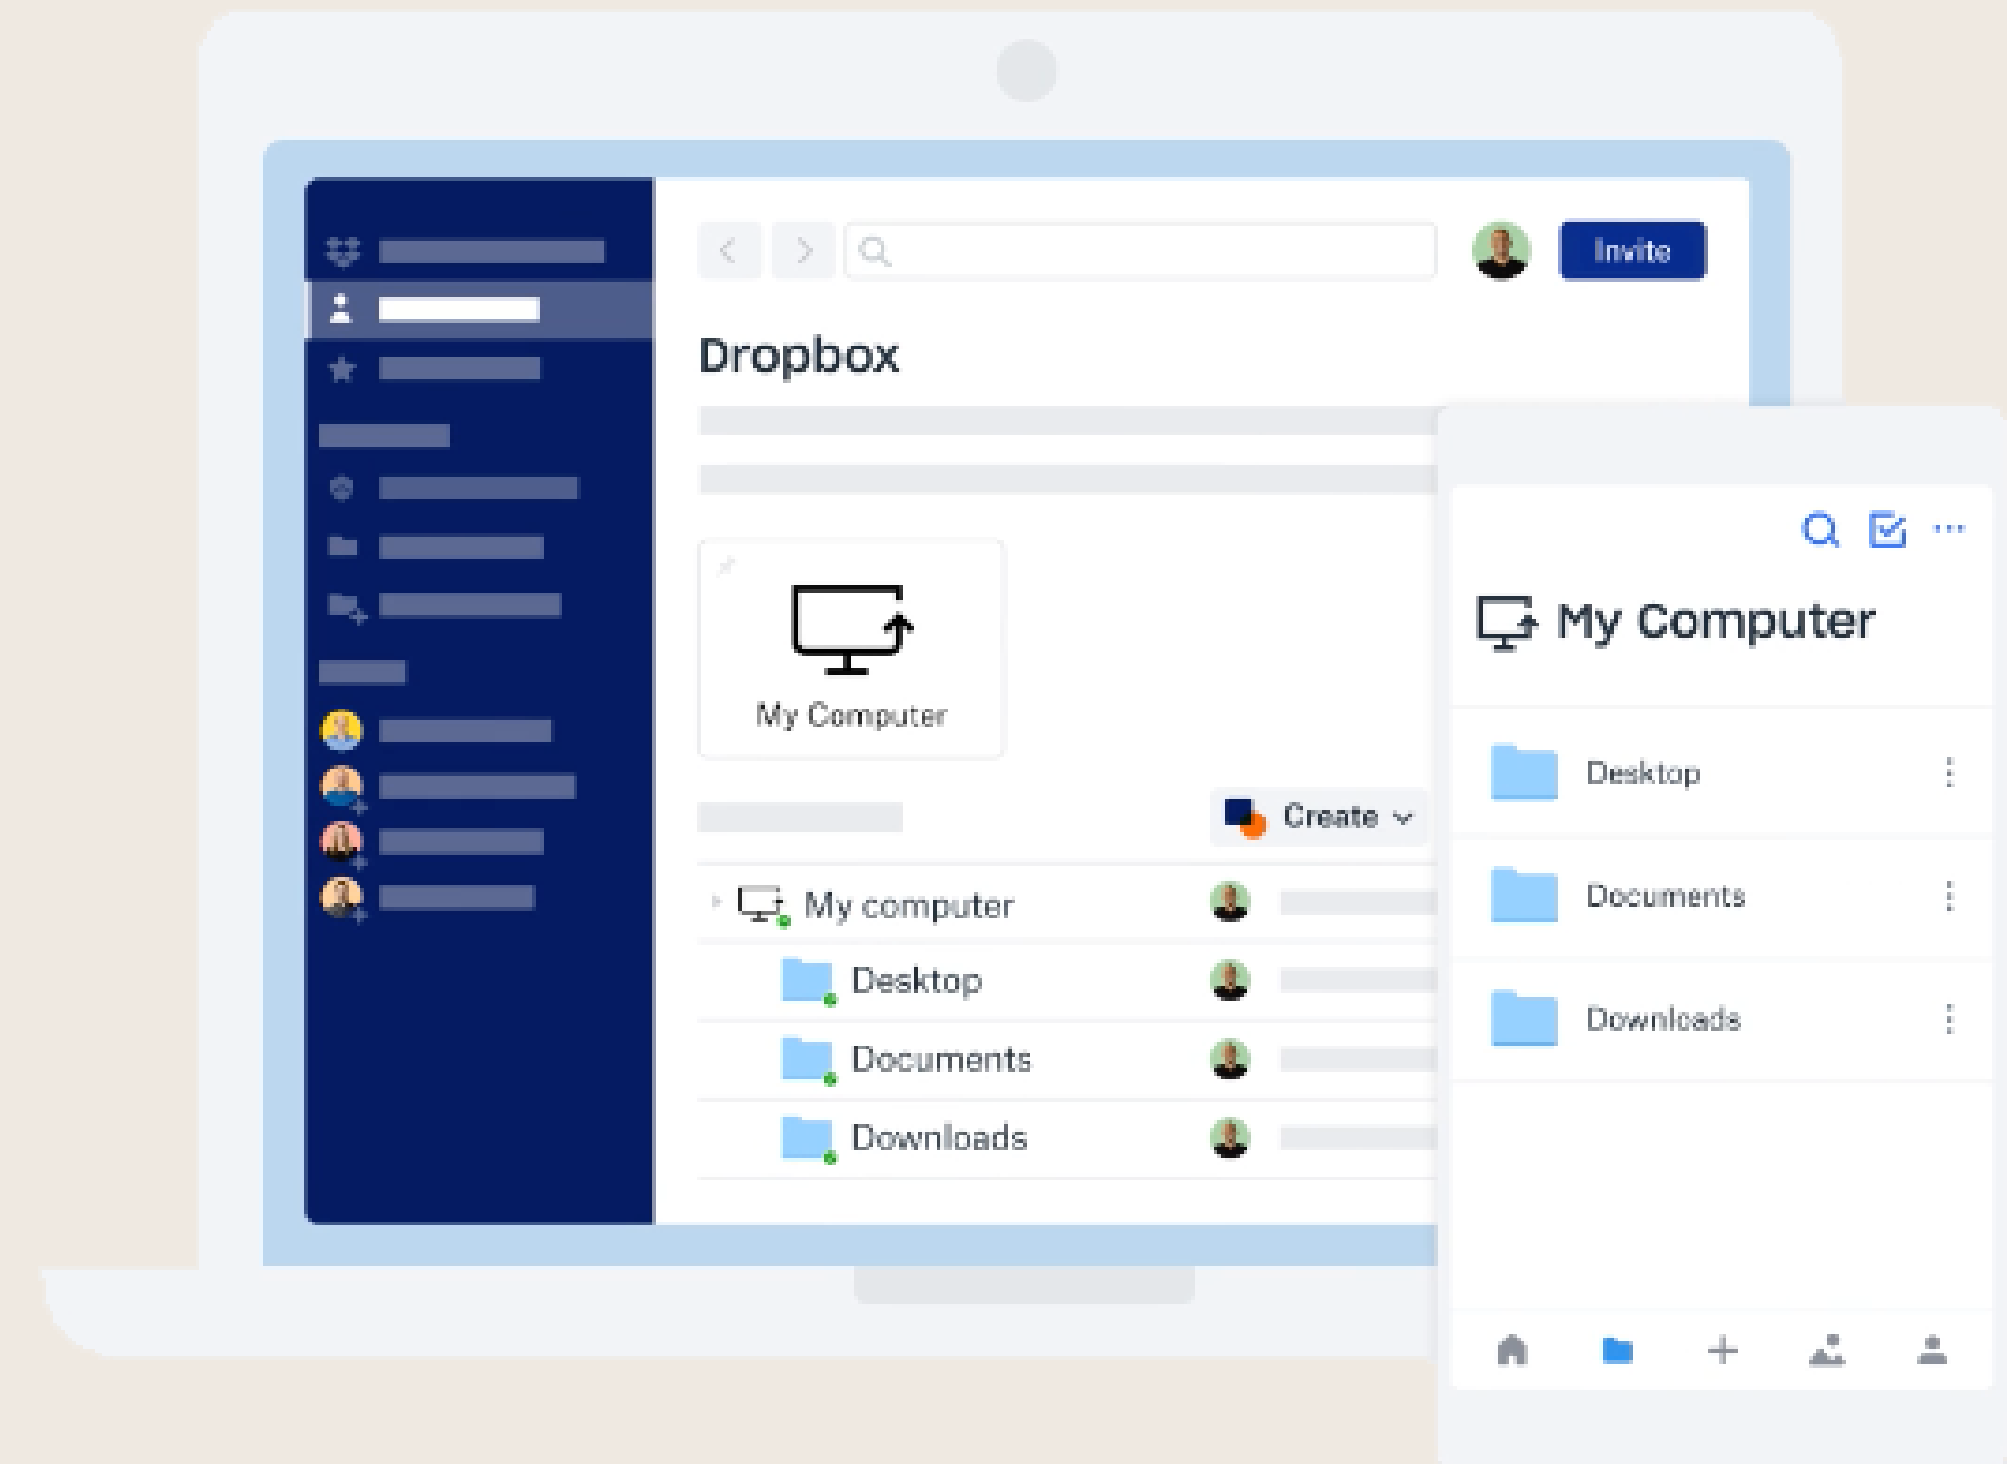 Invite
Dropbox
My Computer
Create
My computer
Desktop
Documents
Downloads
My Computer
Desktop
Documents
Downloads